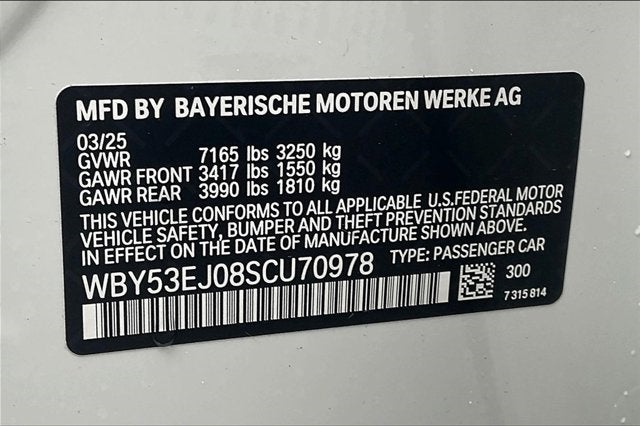 MFD BY BAYERISCHE MOTOREN WERKE AG
03/25
GVWR 7165 lbs 3250 kg
GAWR FRONT 3417 lbs 1550 kg
GAWR REAR 3990 lbs 1810 kg
THIS VEHICLE CONFORMS TO ALL APPLICABLE U.S.FEDERAL MOTOR
VEHICLE SAFETY, BUMPER AND THEFT PREVENTION STANDARDS
IN EFFECT ON THE DATE OF MANUFACTURE SHOWN ABOVE.
WBY53EJ08SCU70978 TYPE: PASSENGER CAR
300
7315814